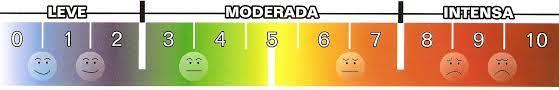 LEVE MODERADA INTENSA
0 1 2 3 4 5 6 7 8 9 10